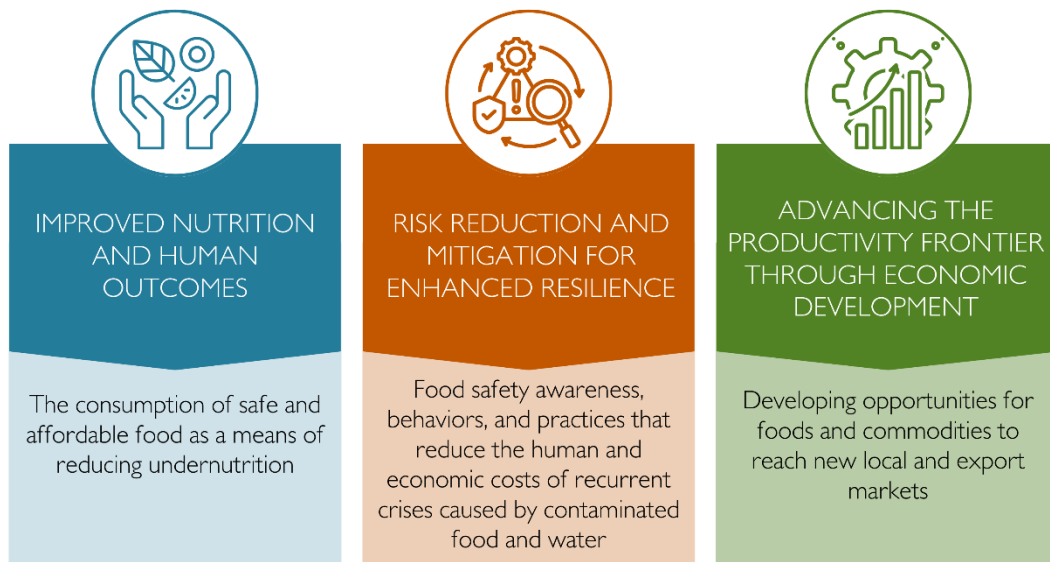 IMPROVED NUTRITION
AND HUMAN
OUTCOMES
The consumption of safe and
affordable food as a means of
reducing undernutrition
RISK REDUCTION AND
MITIGATION FOR
ENHANCED RESILIENCE
Food safety awareness,
behaviors, and practices that
reduce the human and
economic costs of recurrent
crises caused by contaminated
food and water
ADVANCING THE
PRODUCTIVITY FRONTIER
THROUGH ECONOMIC
DEVELOPMENT
Developing opportunities for
foods and commodities to
reach new local and export
markets